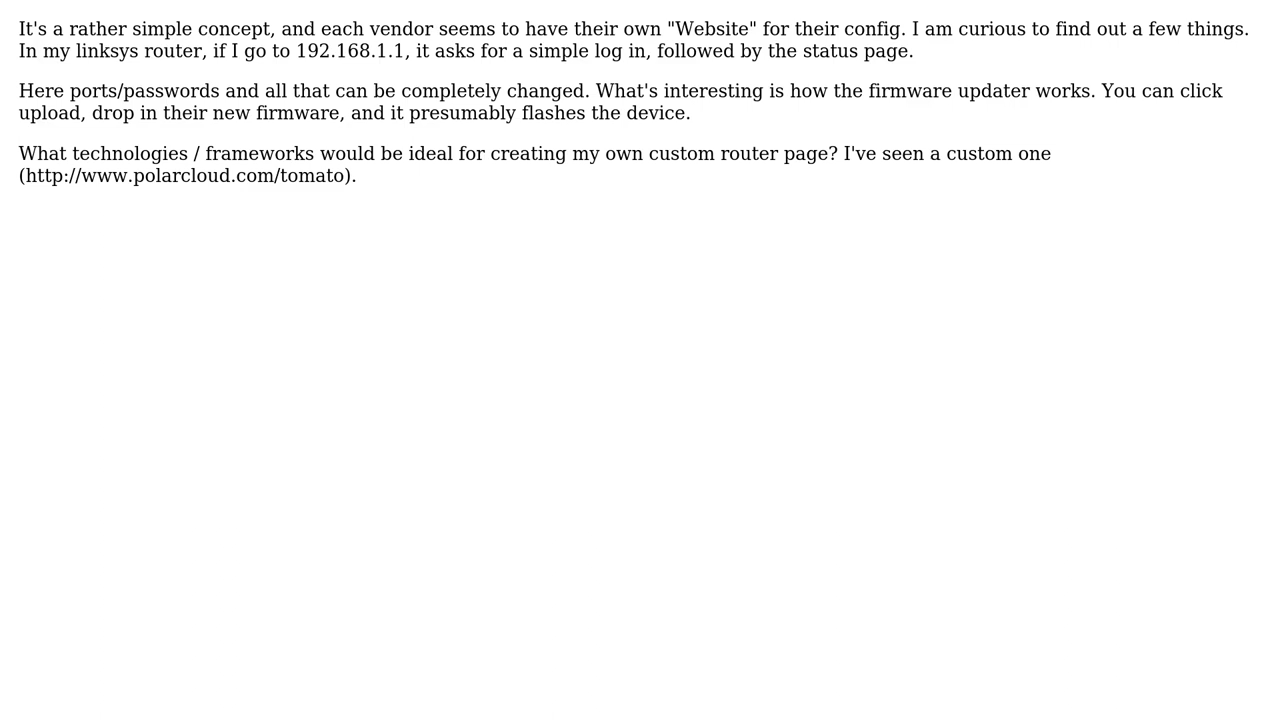 It's a rather simple concept, and each vendor seems to have their own "Website" for their config. I am curious to find out a few things.
In my linksys router, if I go to 192.168.1.1, it asks for a simple log in, followed by the status page.
Here ports/passwords and all that can be completely changed. What's interesting is how the firmware updater works. You can click
upload, drop in their new firmware, and it presumably flashes the device.
What technologies / frameworks would be ideal for creating my own custom router page? I've seen a custom one
(http://www.polarcloud.com/tomato).